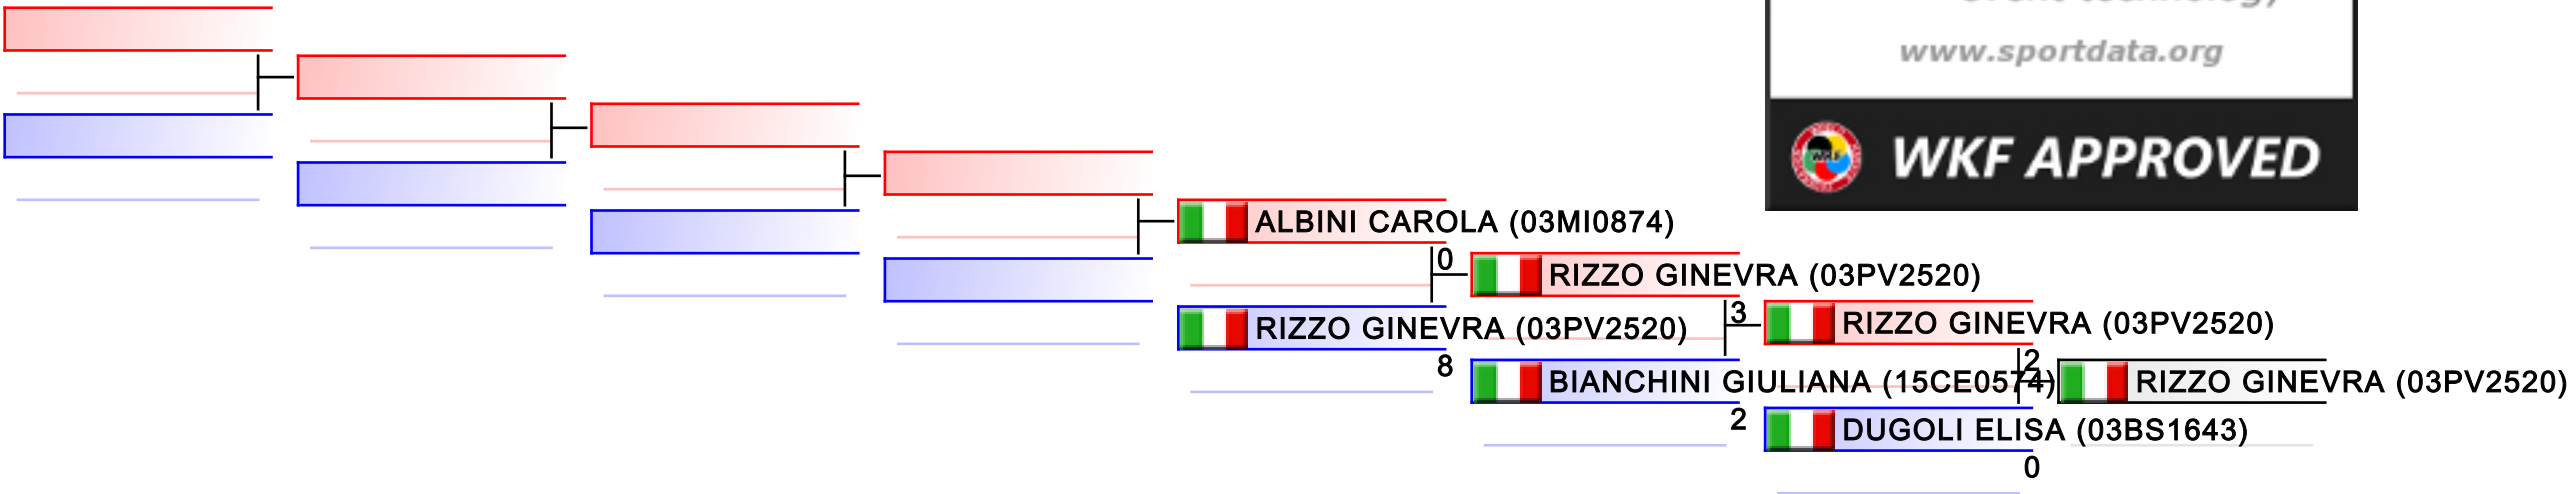 www.sportdata.org
WKF APPROVED
ALBINI CAROLA (03MI0874)
0
RIZZO GINEVRA (03PV2520)
RIZZO GINEVRA (03PV2520)
8
3
RIZZO GINEVRA (03PV2520)
BIANCHINI GIULIANA (15CE0574)
2
2
RIZZO GINEVRA (03PV2520)
DUGOLI ELISA (03BS1643)
0